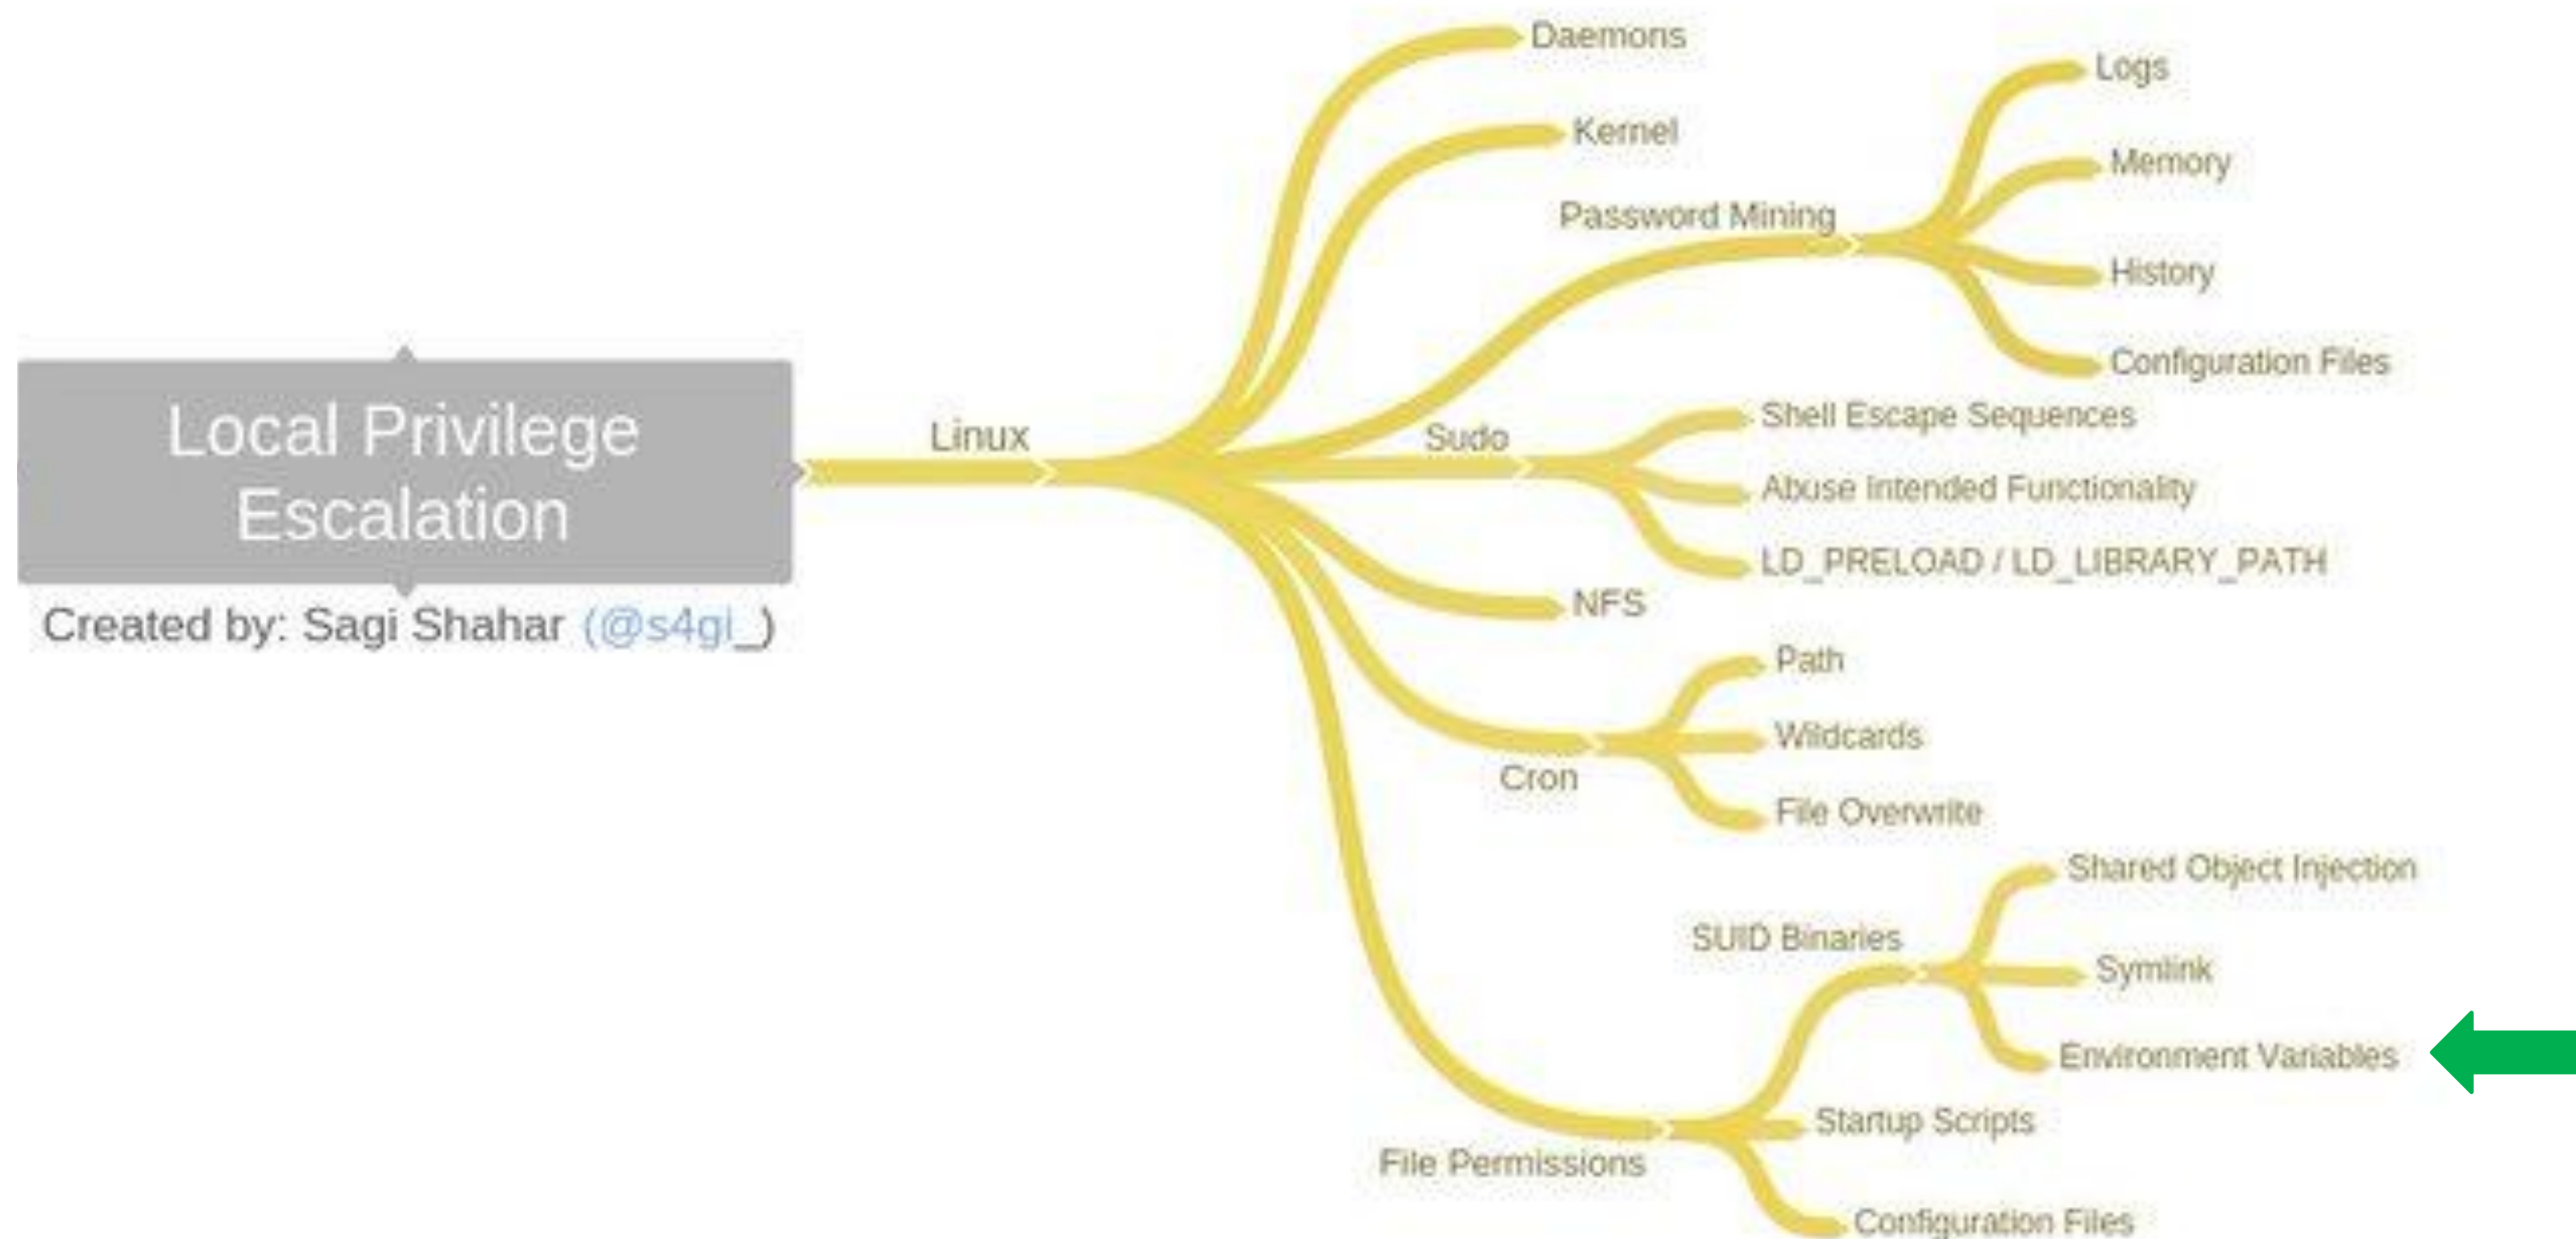 Local Privilege
Escalation
Created by: Sagi Shahar (@s4gi_)
Linux
Daemons
Kernel
Password Mining
Logs
Memory
History
Configuration Files
Sudo
Shell Escape Sequences
Abuse Intended Functionality
LD_PRELOAD / LD_LIBRARY_PATH
NFS
Cron
Path
Wildcards
File Overwrite
File Permissions
SUID Binaries
Shared Object Injection
Symlink
Environment Variables
Startup Scripts
Configuration Files